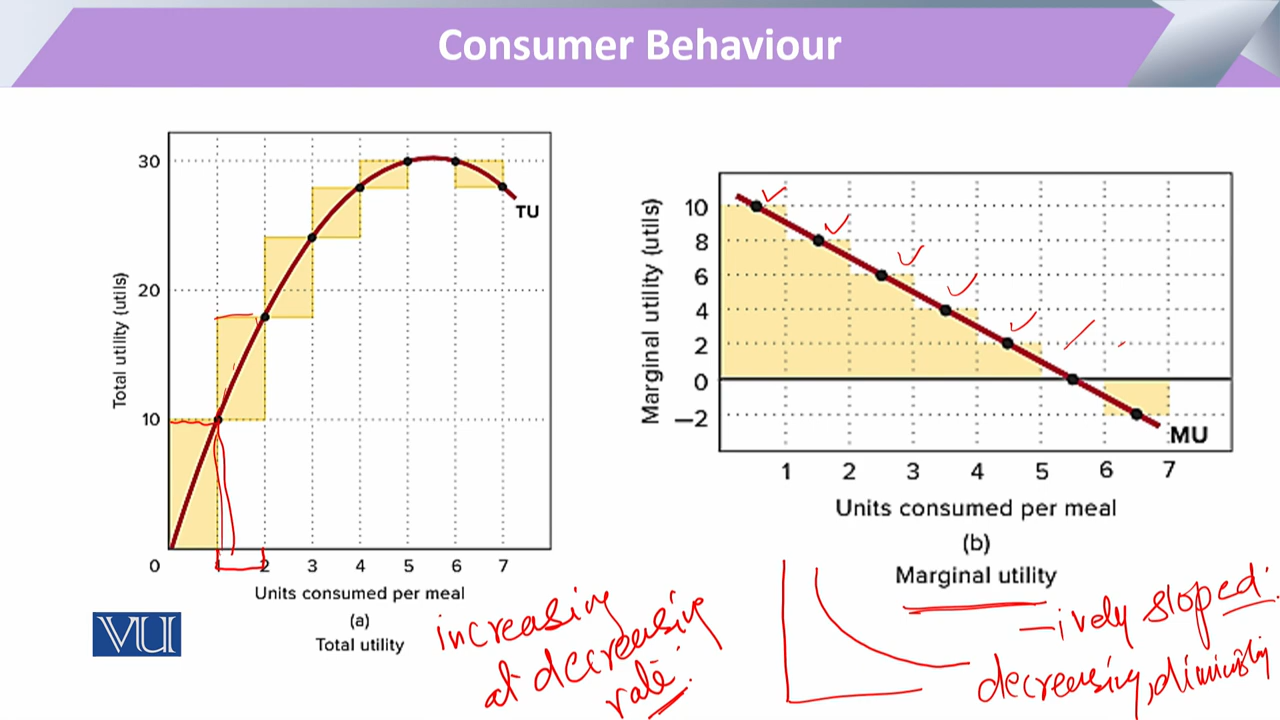 Consumer Behaviour
30
20
10
0
1 2 3 4 5 6 7
Total utility (utils)
TU
Units consumed per meal
(a)
Total utility
10
8
6
4
2
0
−2
Marginal utility (utils)
MU
1 2 3 4 5 6 7
Units consumed per meal
(b)
Marginal utility
VU
increasing
at decreasing
rate.
−ively sloped.
decreasing,